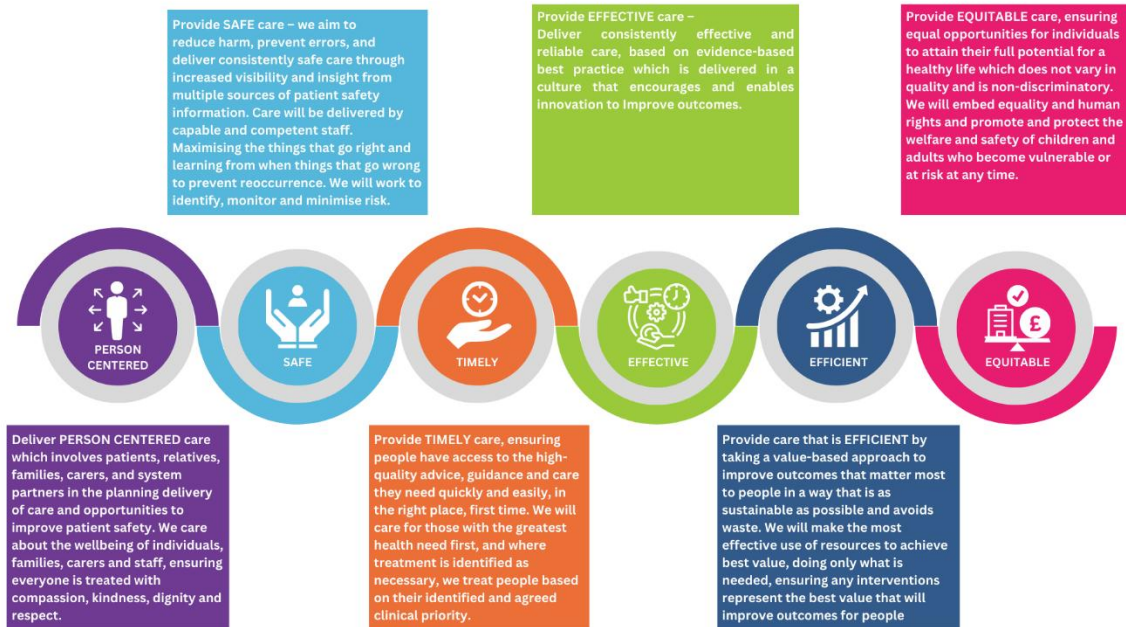 Provide SAFE care – we aim to
reduce harm, prevent errors, and
deliver consistently safe care through
increased visibility and insight from
multiple sources of patient safety
information. Care will be delivered by
capable and competent staff.
Maximising the things that go right and
learning from when things that go wrong
to prevent reoccurrence. We will work to
identify, monitor and minimise risk.
Provide EFFECTIVE care –
Deliver consistently effective and
reliable care, based on evidence-based
best practice which is delivered in a
culture that encourages and enables
innovation to Improve outcomes.
Provide EQUITABLE care, ensuring
equal opportunities for individuals
to attain their full potential for a
healthy life which does not vary in
quality and is non-discriminatory.
We will embed equality and human
rights and promote and protect the
welfare and safety of children and
adults who become vulnerable or
at risk at any time.
PERSON
CENTERED
SAFE
TIMELY
EFFECTIVE
EFFICIENT
£
EQUITABLE
Deliver PERSON CENTERED care
which involves patients, relatives,
families, carers, and system
partners in the planning delivery
of care and opportunities to
improve patient safety. We care
about the wellbeing of individuals,
families, carers and staff, ensuring
everyone is treated with
compassion, kindness, dignity and
respect.
Provide TIMELY care, ensuring
people have access to the high-
quality advice, guidance and care
they need quickly and easily, in
the right place, first time. We will
care for those with the greatest
health need first, and where
treatment is identified as
necessary, we treat people based
on their identified and agreed
clinical priority.
Provide care that is EFFICIENT by
taking a value-based approach to
improve outcomes that matter most
to people in a way that is as
sustainable as possible and avoids
waste. We will make the most
effective use of resources to achieve
best value, doing only what is
needed, ensuring any interventions
represent the best value that will
improve outcomes for people